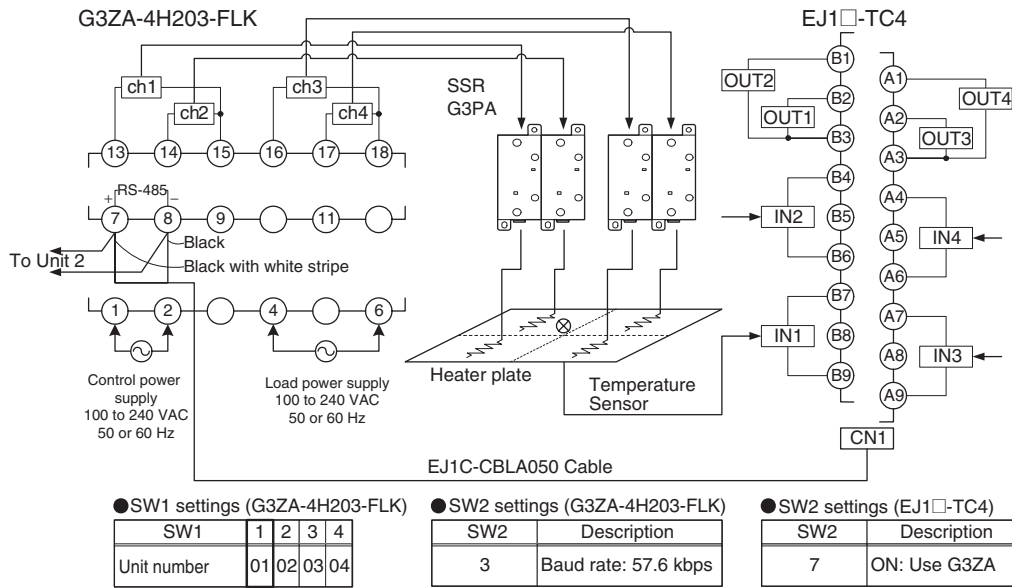 G3ZA-4H203-FLK
EJ1□-TC4
ch1
ch2
ch3
ch4
SSR
G3PA
13 14 15 16 17 18
+ RS-485 −
7 8 9 11
Black
Black with white stripe
To Unit 2
1 2 4 6
Control power
supply
100 to 240 VAC
50 or 60 Hz
Load power supply
100 to 240 VAC
50 or 60 Hz
Heater plate
Temperature
Sensor
OUT2
OUT1
B1
B2
B3
B4
IN2
B5
B6
B7
IN1
B8
B9
A1
OUT4
A2
OUT3
A3
A4
A5
IN4
A6
A7
A8
IN3
A9
CN1
EJ1C-CBLA050 Cable
●SW1 settings (G3ZA-4H203-FLK)
SW1 1 2 3 4
Unit number 01 02 03 04
●SW2 settings (G3ZA-4H203-FLK)
SW2 Description
3 Baud rate: 57.6 kbps
●SW2 settings (EJ1□-TC4)
SW2 Description
7 ON: Use G3ZA